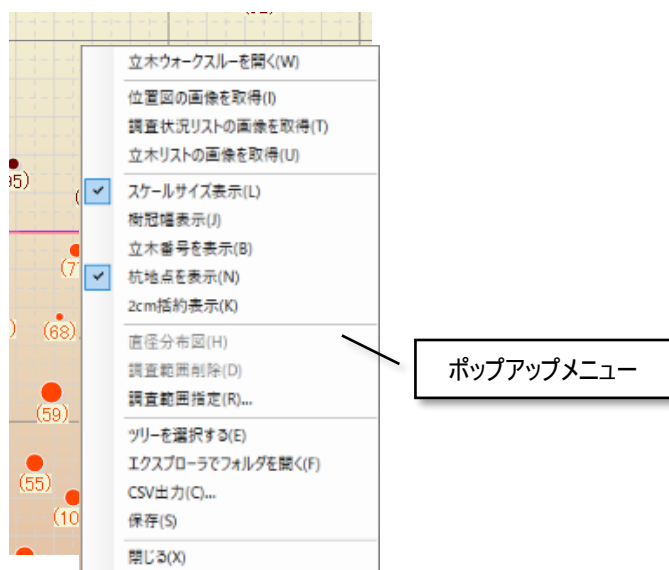 立木ウォークスルーを開く(W)
位置図の画像を取得(I)
調査状況リストの画像を取得(T)
立木リストの画像を取得(U)
スケールサイズ表示(L)
樹冠幅表示(J)
立木番号を表示(B)
杭地点を表示(N)
2cm括約表示(K)
直径分布図(H)
調査範囲削除(D)
調査範囲指定(R)...
ツリーを選択する(E)
エクスプローラでフォルダを開く(F)
CSV出力(C)...
保存(S)
閉じる(X)
ポップアップメニュー
(68)
(59)
(55)